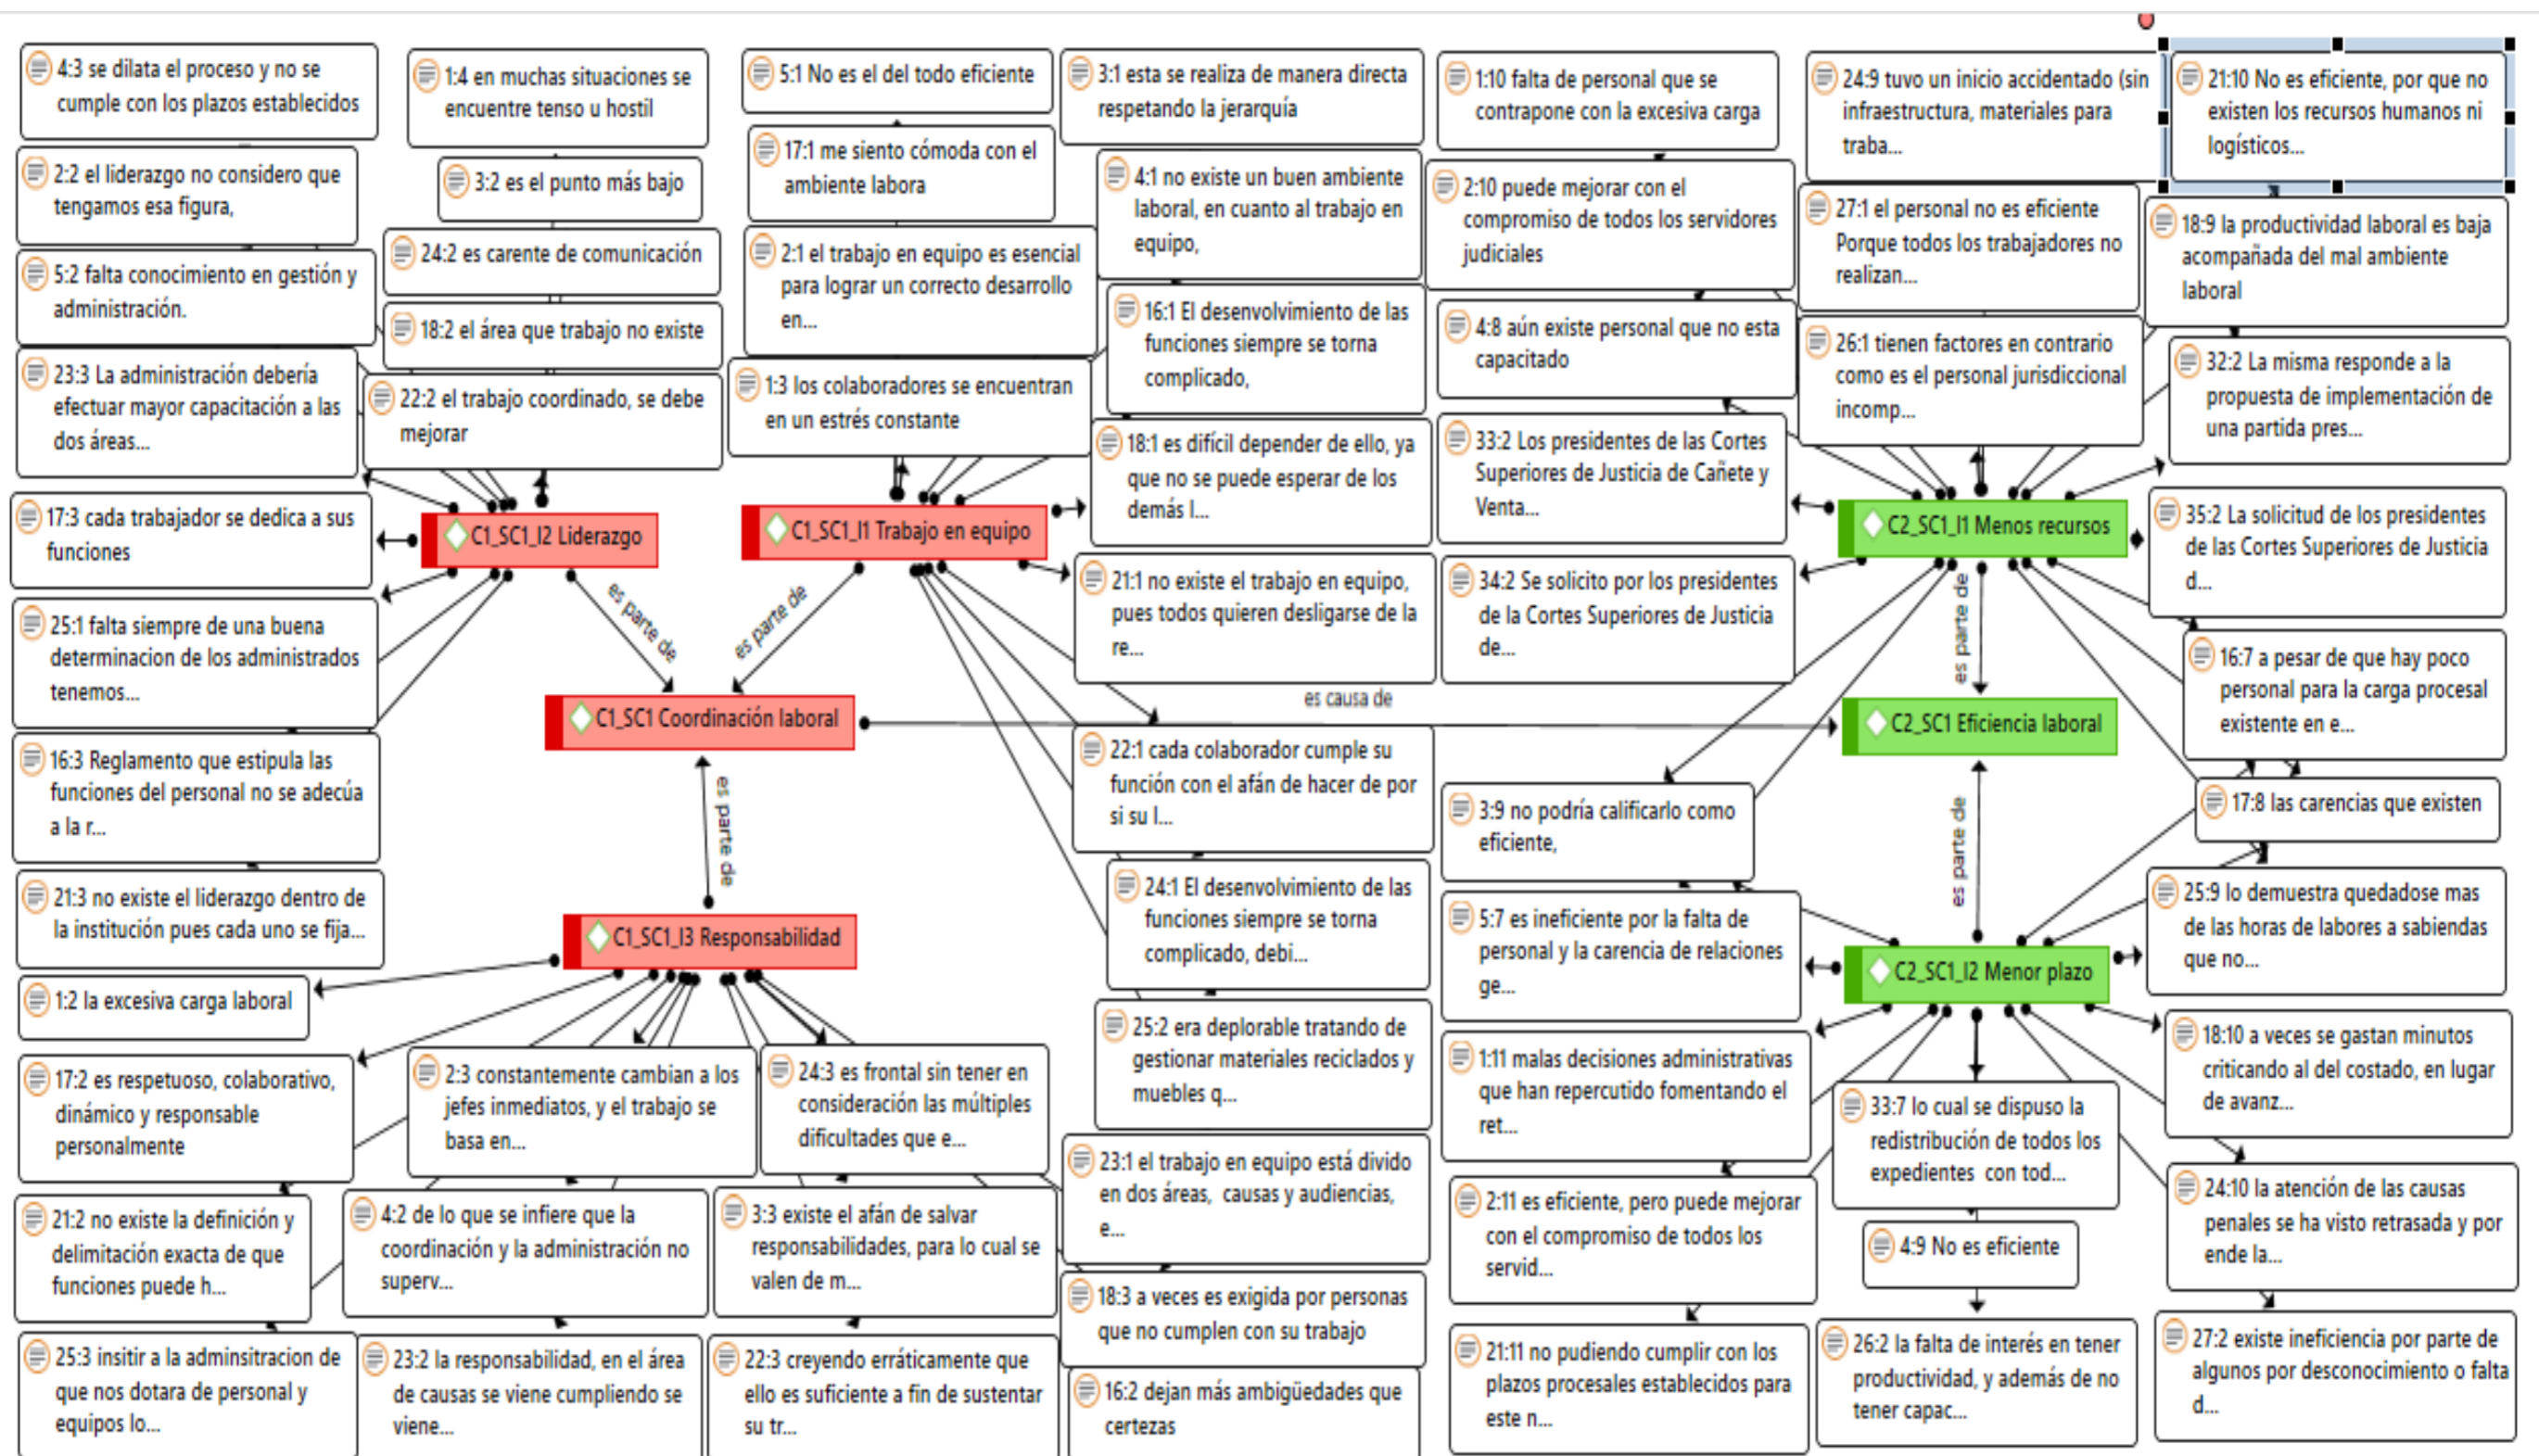 4:3 se dilata el proceso y no se
cumple con los plazos establecidos
2:2 el liderazgo no considero que
tengamos esa figura,
5:2 falta conocimiento en gestión y
administración.
23:3 La administración debería
efectuar mayor capacitación a las
dos áreas...
17:3 cada trabajador se dedica a sus
funciones
25:1 falta siempre de una buena
determinacion de los administrados
tenemos...
16:3 Reglamento que estipula las
funciones del personal no se adecúa
a la r...
21:3 no existe el liderazgo dentro de
la institución pues cada uno se fija...
1:2 la excesiva carga laboral
17:2 es respetuoso, colaborativo,
dinámico y responsable
personalmente
21:2 no existe la definición y
delimitación exacta de que
funciones puede h...
25:3 insitir a la adminsitracion de
que nos dotara de personal y
equipos lo...
1:4 en muchas situaciones se
encuentre tenso u hostil
3:2 es el punto más bajo
24:2 es carente de comunicación
18:2 el área que trabajo no existe
22:2 el trabajo coordinado, se debe
mejorar
C1_SC1_I2 Liderazgo
es parte de
5:1 No es el del todo eficiente
17:1 me siento cómoda con el
ambiente labora
2:1 el trabajo en equipo es esencial
para lograr un correcto desarrollo
en...
1:3 los colaboradores se encuentran
en un estrés constante
C1_SC1_I1 Trabajo en equipo
es parte de
C1_SC1 Coordinación laboral
es parte de
C1_SC1_I3 Responsabilidad
2:3 constantemente cambian a los
jefes inmediatos, y el trabajo se
basa en...
24:3 es frontal sin tener en
consideración las múltiples
dificultades que e...
4:2 de lo que se infiere que la
coordinación y la administración no
superv...
3:3 existe el afán de salvar
responsabilidades, para lo cual se
valen de m...
23:2 la responsabilidad, en el área
de causas se viene cumpliendo se
viene...
22:3 creyendo erráticamente que
ello es suficiente a fin de sustentar
su tr...
3:1 esta se realiza de manera directa
respetando la jerarquía
4:1 no existe un buen ambiente
laboral, en cuanto al trabajo en
equipo,
16:1 El desenvolvimiento de las
funciones siempre se torna
complicado,
18:1 es difícil depender de ello, ya
que no se puede esperar de los
demás l...
21:1 no existe el trabajo en equipo,
pues todos quieren desligarse de la
re...
es causa de
22:1 cada colaborador cumple su
función con el afán de hacer de por
si su l...
24:1 El desenvolvimiento de las
funciones siempre se torna
complicado, debi...
25:2 era deplorable tratando de
gestionar materiales reciclados y
muebles q...
23:1 el trabajo en equipo está divido
en dos áreas, causas y audiencias,
e...
18:3 a veces es exigida por personas
que no cumplen con su trabajo
16:2 dejan más ambigüedades que
certezas
1:10 falta de personal que se
contrapone con la excesiva carga
2:10 puede mejorar con el
compromiso de todos los servidores
judiciales
4:8 aún existe personal que no esta
capacitado
33:2 Los presidentes de las Cortes
Superiores de Justicia de Cañete y
Venta...
34:2 Se solicito por los presidentes
de la Cortes Superiores de Justicia
de...
3:9 no podría calificarlo como
eficiente,
5:7 es ineficiente por la falta de
personal y la carencia de relaciones
ge...
1:11 malas decisiones administrativas
que han repercutido fomentando el
ret...
2:11 es eficiente, pero puede mejorar
con el compromiso de todos los
servid...
21:11 no pudiendo cumplir con los
plazos procesales establecidos para
este n...
24:9 tuvo un inicio accidentado (sin
infraestructura, materiales para
traba...
27:1 el personal no es eficiente
Porque todos los trabajadores no
realizan...
26:1 tienen factores en contrario
como es el personal jurisdiccional
incomp...
C2_SC1_I1 Menos recursos
es parte de
C2_SC1 Eficiencia laboral
es parte de
C2_SC1_I2 Menor plazo
33:7 lo cual se dispuso la
redistribución de todos los
expedientes con tod...
4:9 No es eficiente
26:2 la falta de interés en tener
productividad, y además de no
tener capac...
21:10 No es eficiente, por que no
existen los recursos humanos ni
logísticos...
18:9 la productividad laboral es baja
acompañada del mal ambiente
laboral
32:2 La misma responde a la
propuesta de implementación de
una partida pres...
35:2 La solicitud de los presidentes
de las Cortes Superiores de Justicia
d...
16:7 a pesar de que hay poco
personal para la carga procesal
existente en e...
17:8 las carencias que existen
25:9 lo demuestra quedadose mas
de las horas de labores a sabiendas
que no...
18:10 a veces se gastan minutos
criticando al del costado, en lugar
de avanz...
24:10 la atención de las causas
penales se ha visto retrasada y por
ende la...
27:2 existe ineficiencia por parte de
algunos por desconocimiento o falta
d...